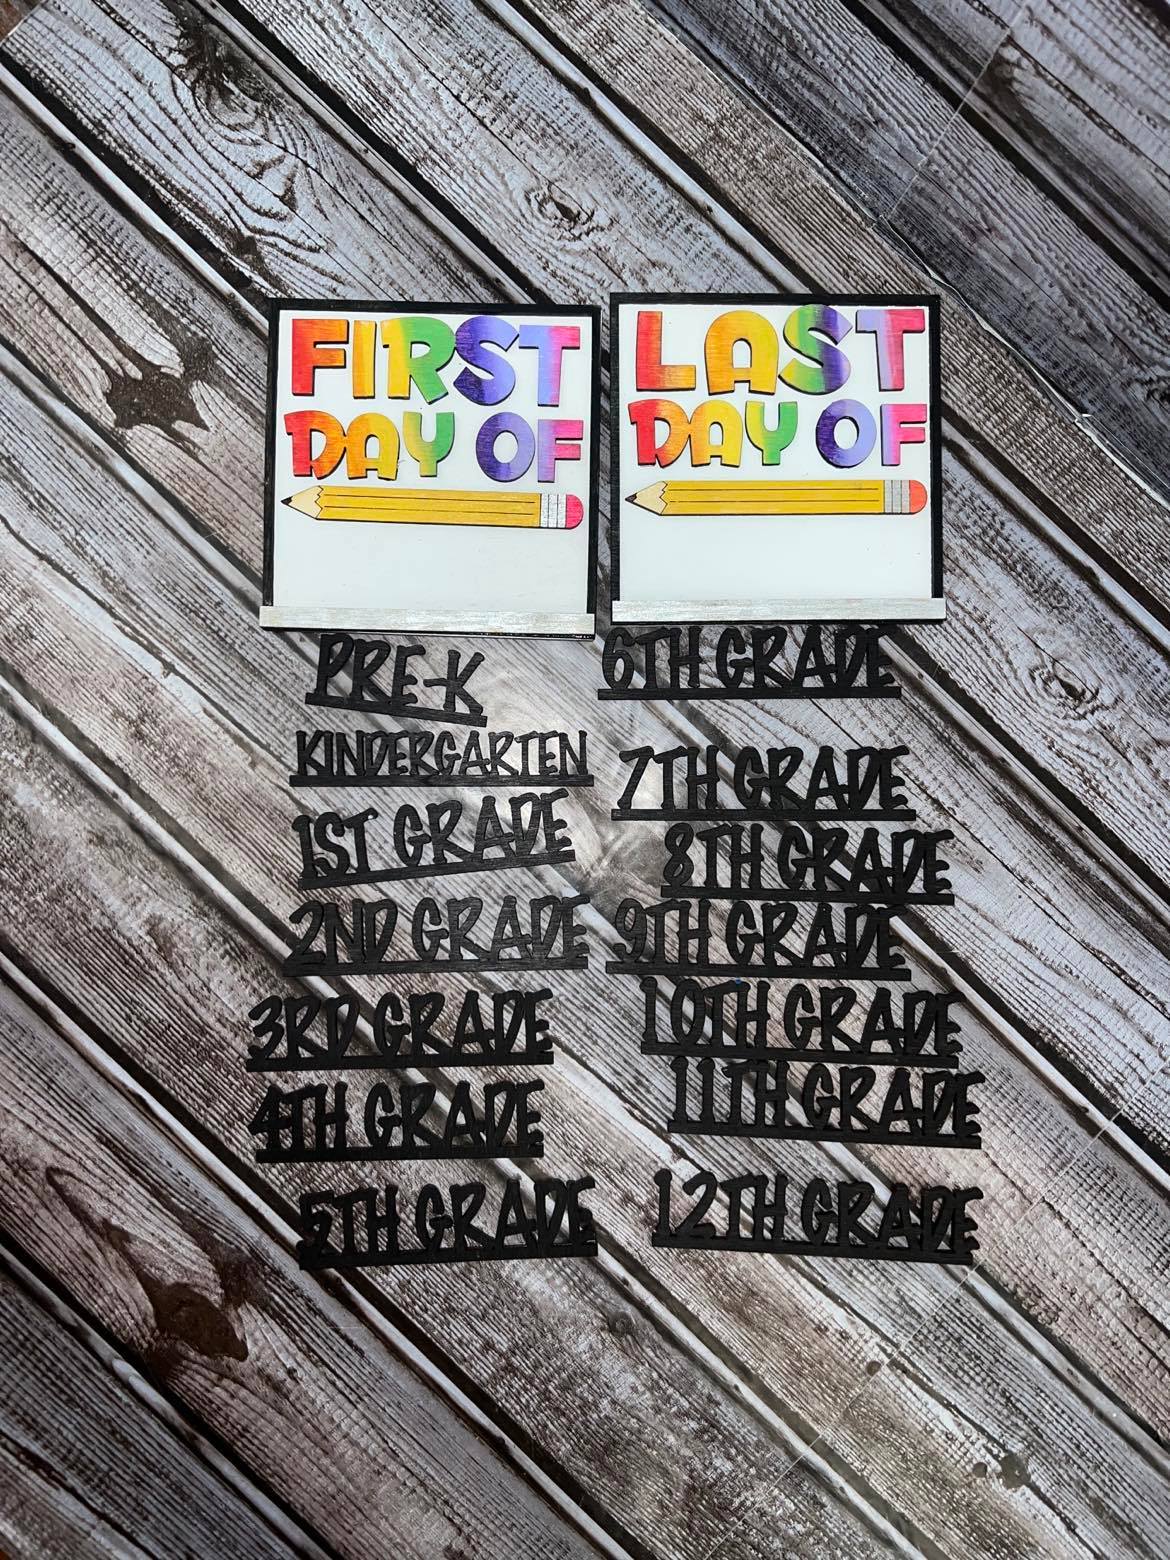 FIRST
DAY OF
LAST
DAY OF
PRE-K
KINDERGARTEN
1ST GRADE
2ND GRADE
3RD GRADE
4TH GRADE
5TH GRADE
6TH GRADE
7TH GRADE
8TH GRADE
9TH GRADE
10TH GRADE
11TH GRADE
12TH GRADE